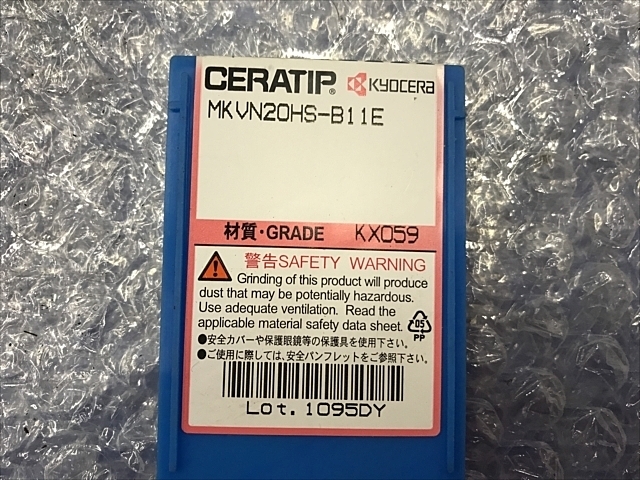 CERATIP® KYOCERA
MKVN20HS-B11E
材質・GRADE KX059
警告SAFETY WARNING
Grinding of this product will produce
dust that may be potentially hazardous.
Use adequate ventilation. Read the
applicable material safety data sheet.
05
PP
●安全カバーや保護眼鏡等の保護具を使用下さい。
●ご使用に際しては、安全パンフレットをご参照下さい。
Lot. 1095DY